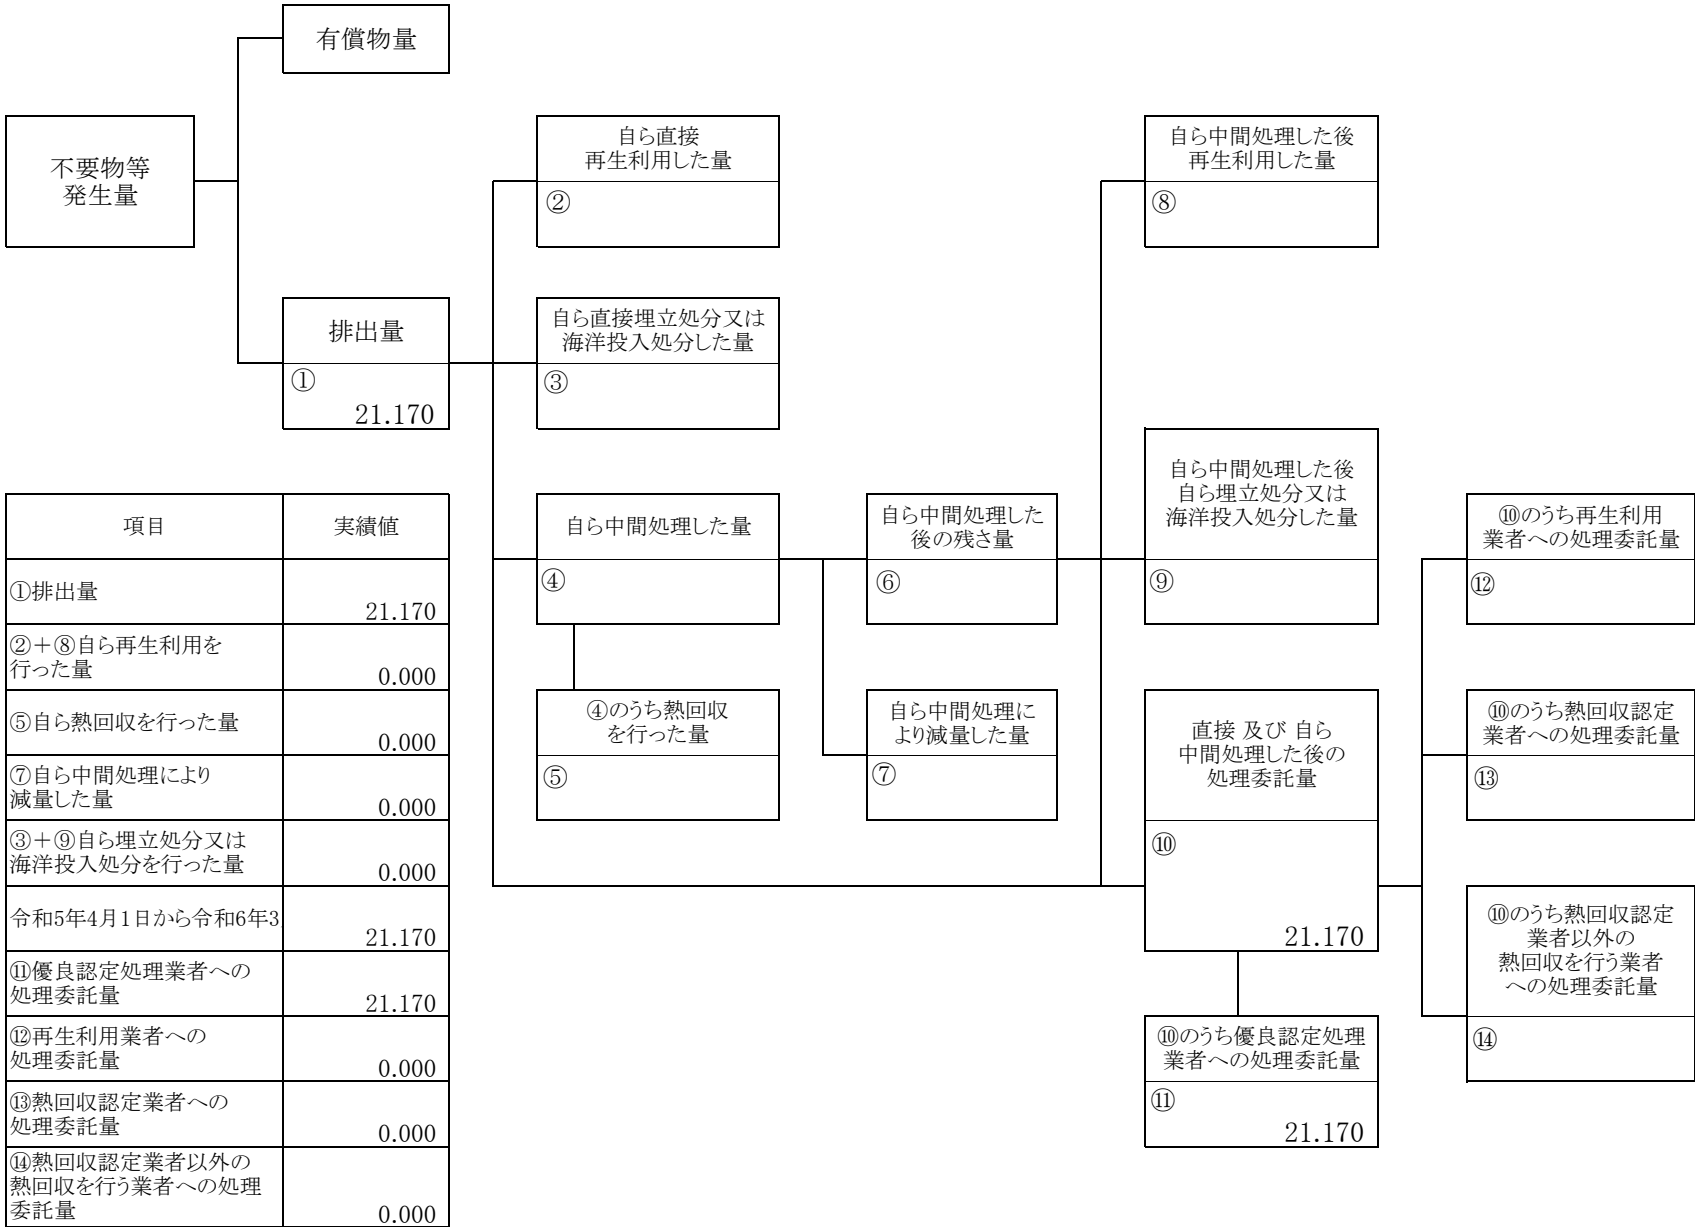 有償物量
不要物等
発生量
自ら直接
再生利用した量
②
自ら中間処理した後
再生利用した量
⑧
排出量
①
21.170
自ら直接埋立処分又は
海洋投入処分した量
③
自ら中間処理した量
④
自ら中間処理した
後の残さ量
⑥
自ら中間処理した後
自ら埋立処分又は
海洋投入処分した量
⑨
⑩のうち再生利用
業者への処理委託量
⑫
④のうち熱回収
を行った量
⑤
自ら中間処理に
より減量した量
⑦
直接 及び 自ら
中間処理した後の
処理委託量
⑩
21.170
⑩のうち熱回収認定
業者への処理委託量
⑬
⑩のうち熱回収認定
業者以外の
熱回収を行う業者
への処理委託量
⑭
⑩のうち優良認定処理
業者への処理委託量
⑪
21.170
項目 実績値
①排出量
21.170
②＋⑧自ら再生利用を
行った量
0.000
⑤自ら熱回収を行った量
0.000
⑦自ら中間処理により
減量した量
0.000
③＋⑨自ら埋立処分又は
海洋投入処分を行った量
0.000
令和5年4月1日から令和6年3
21.170
⑪優良認定処理業者への
処理委託量
21.170
⑫再生利用業者への
処理委託量
0.000
⑬熱回収認定業者への
処理委託量
0.000
⑭熱回収認定業者以外の
熱回収を行う業者への処理
委託量
0.000